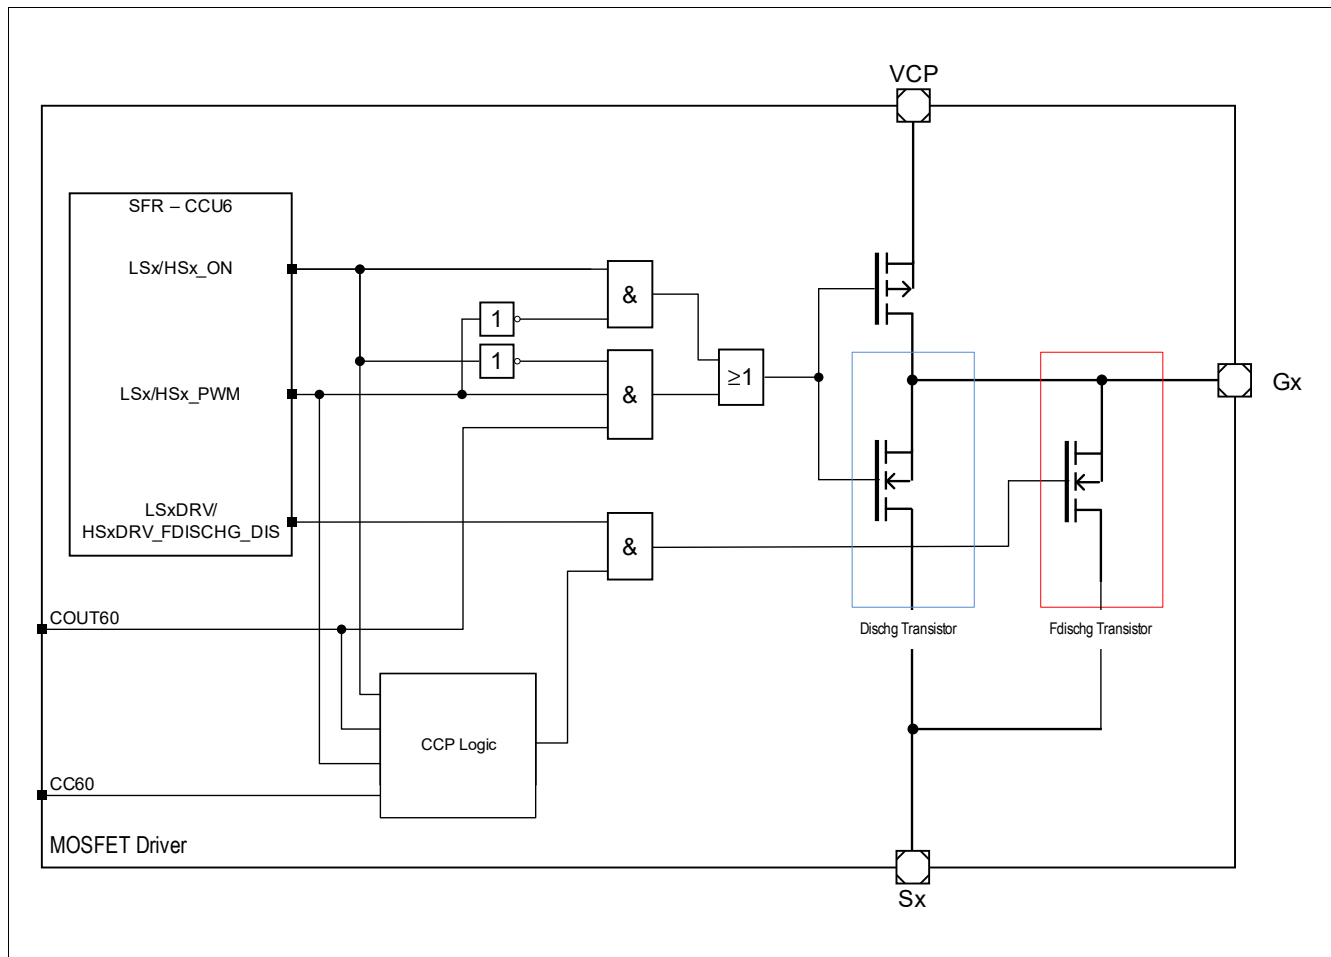 VCP
SFR – CCU6
LSx/HSx_ON
&
1
1
≥1
Gx
LSx/HSx_PWM
&
LSxDRV/
HSxDRV_FDISCHG_DIS
&
COUT60
Dischg Transistor
Fdischg Transistor
CCP Logic
CC60
MOSFET Driver
Sx